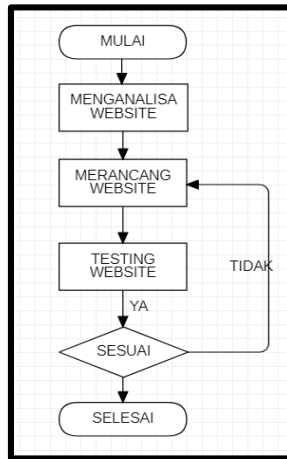 MULAI
MENGANALISA
WEBSITE
MERANCANG
WEBSITE
TESTING
WEBSITE
TIDAK
YA
SESUAI
SELESAI